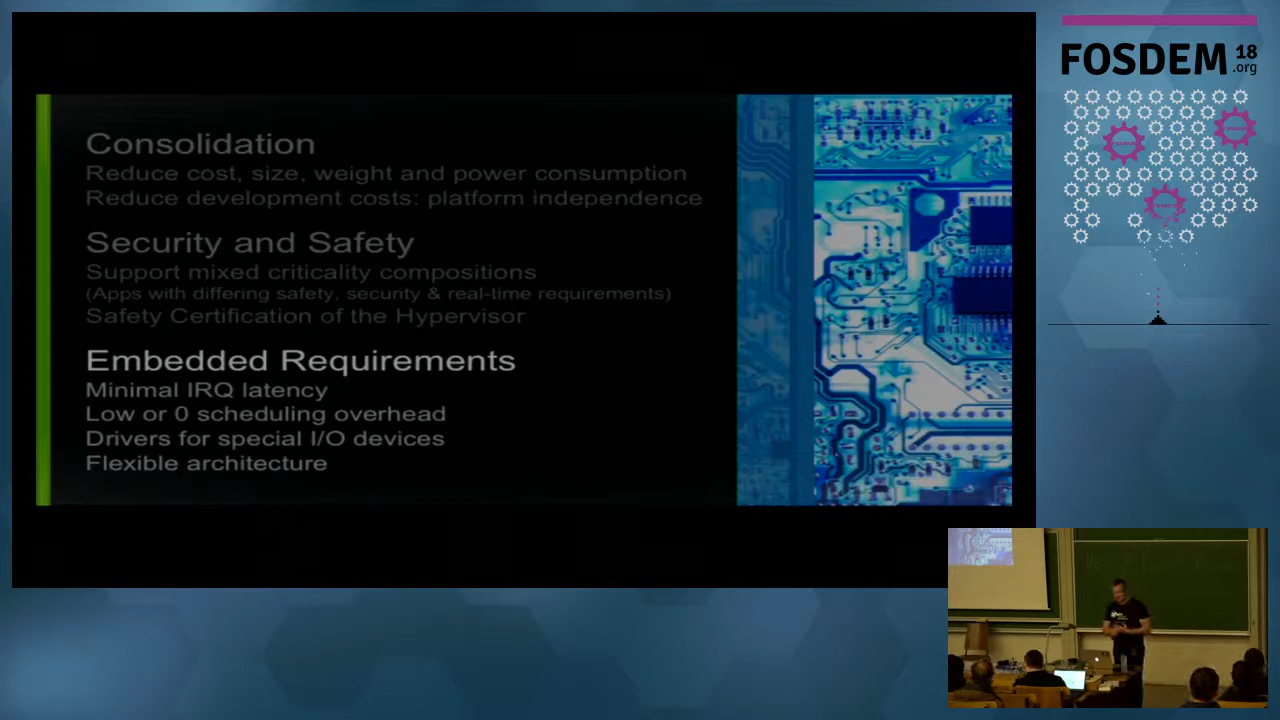 Consolidation
Reduce cost, size, weight and power consumption
Reduce development costs: platform independence
Security and Safety
Support mixed criticality compositions
(Apps with differing safety, security & real-time requirements)
Safety Certification of the Hypervisor
Embedded Requirements
Minimal IRQ latency
Low or 0 scheduling overhead
Drivers for special I/O devices
Flexible architecture
FOSDEM 18
.org